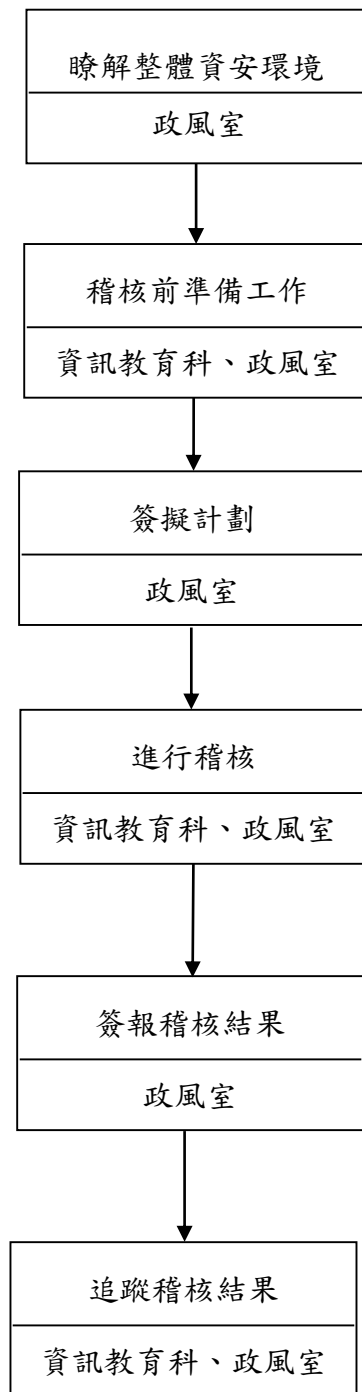 瞭解整體資安環境
政風室
稽核前準備工作
資訊教育科、政風室
簽擬計劃
政風室
進行稽核
資訊教育科、政風室
簽報稽核結果
政風室
追蹤稽核結果
資訊教育科、政風室